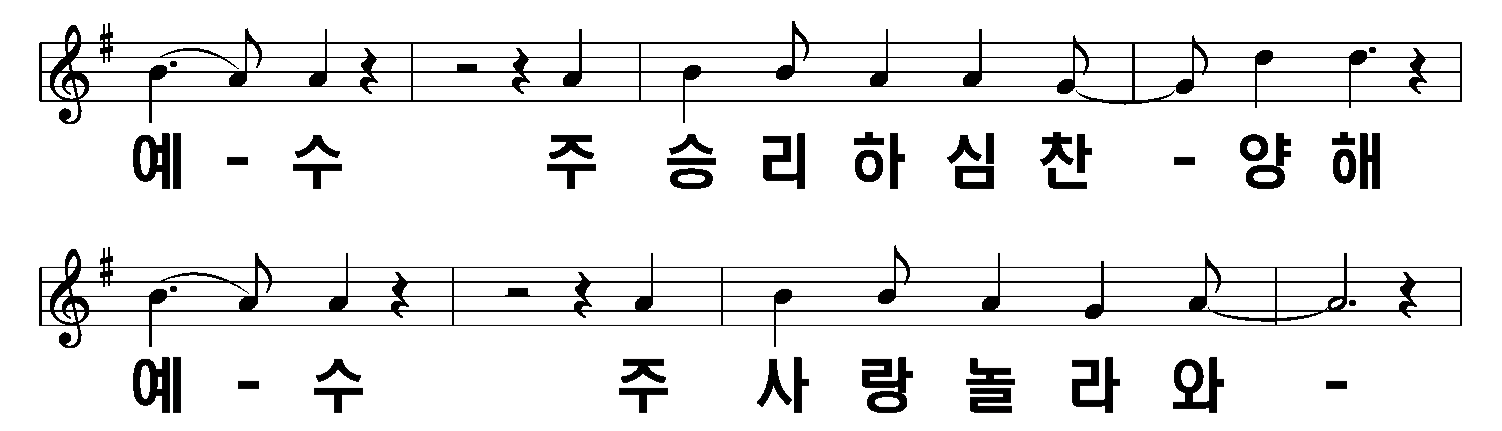 예 - 수 주 승 리 하 심 찬 - 양 해
예 - 수 주 사 랑 놀 라 와 -